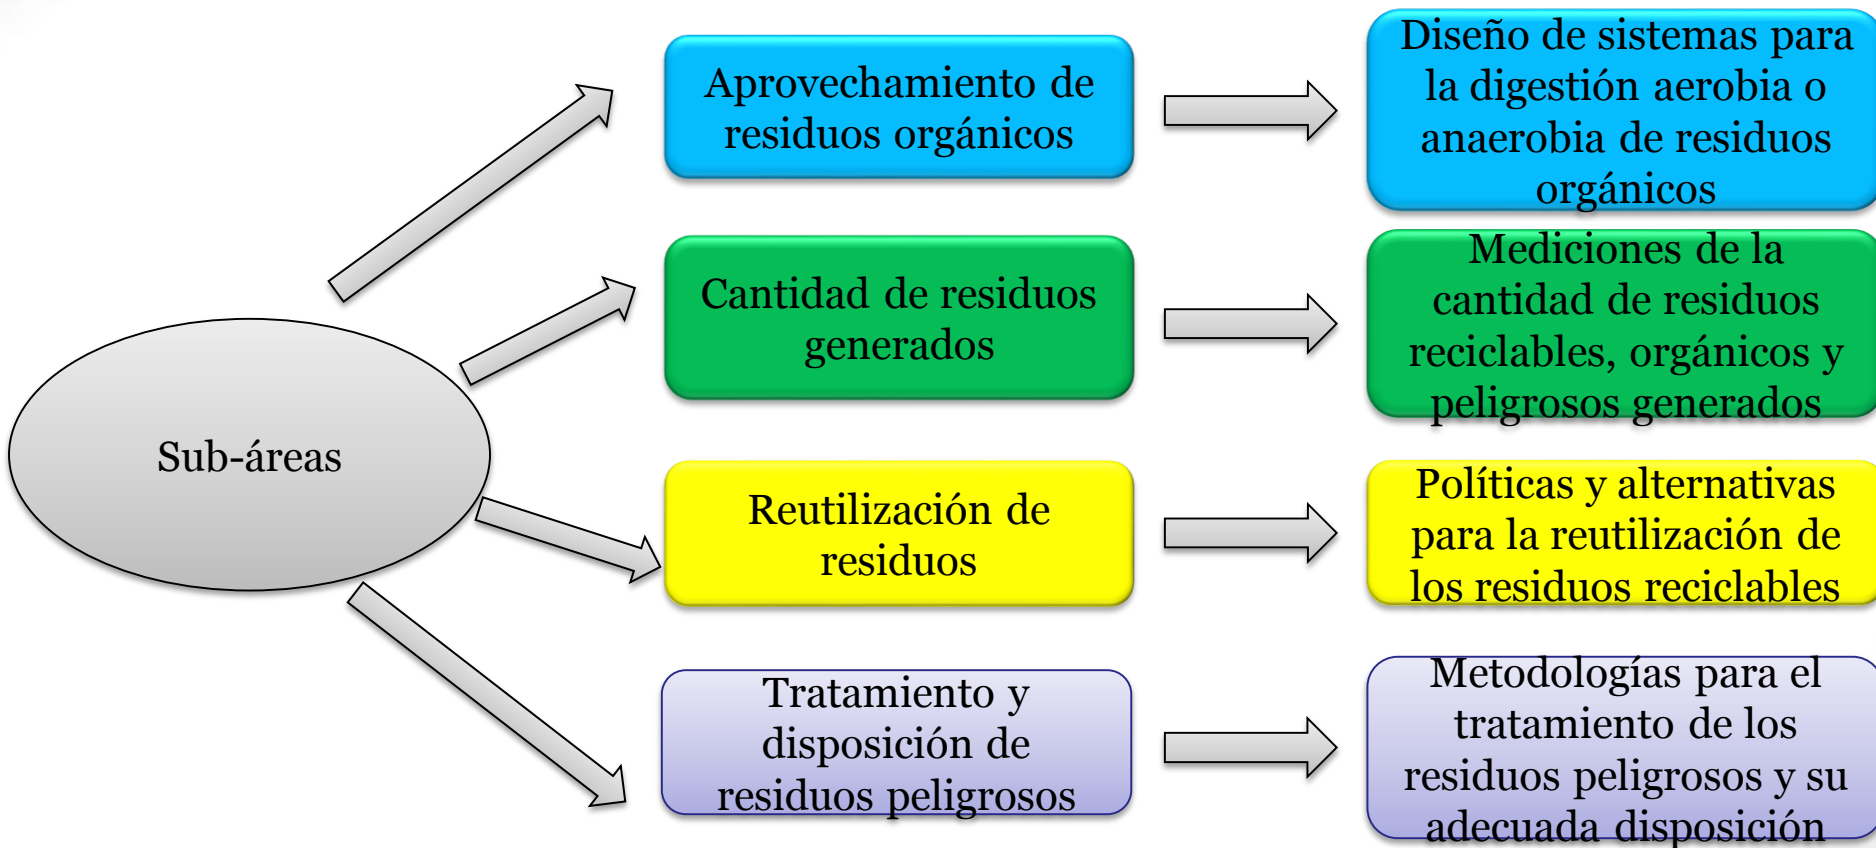 Sub-áreas
Aprovechamiento de
residuos orgánicos
Diseño de sistemas para
la digestión aerobia o
anaerobia de residuos
orgánicos
Cantidad de residuos
generados
Mediciones de la
cantidad de residuos
reciclables, orgánicos y
peligrosos generados
Reutilización de
residuos
Políticas y alternativas
para la reutilización de
los residuos reciclables
Tratamiento y
disposición de
residuos peligrosos
Metodologías para el
tratamiento de los
residuos peligrosos y su
adecuada disposición